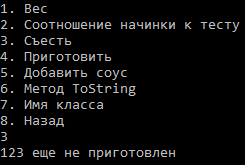 1. Вес
2. Соотношение начинки к тесту
3. Съесть
4. Приготовить
5. Добавить соус
6. Метод ToString
7. Имя класса
8. Назад
3
123 еще не приготовлен